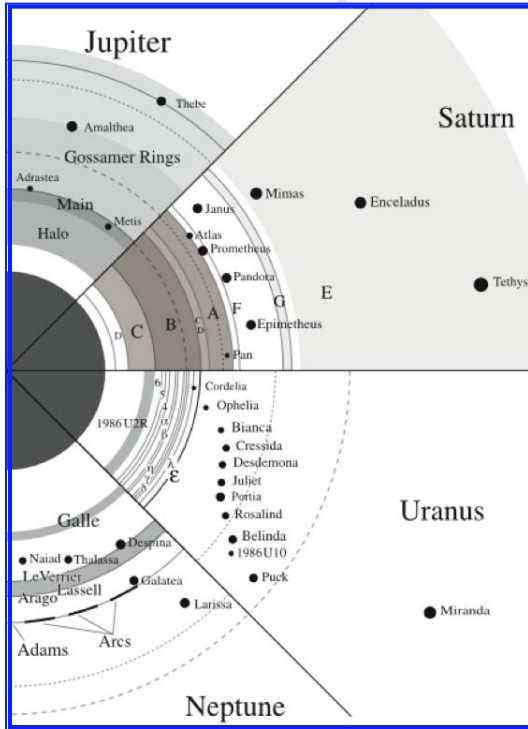 Jupiter
Thebe
Amalthea
Gossamer Rings
Adrastea
Main
Metis
Halo
Saturn
Mimas
Enceladus
Janus
Atlas
Prometheus
Tethys
Pandora
Epimetheus
Pan
D
C
B
C D
A
F
G
E
Cordelia
Ophelia
Bianca
Cressida
Desdemona
Juliet
Portia
Rosalind
Belinda
1986U10
Puck
Uranus
Miranda
1986U2R
6
5
4
α
β
η
γ
δ
λ
ε
Galle
Despina
Naiad
Thalassa
LeVerrier
Lassell
Arago
Galatea
Larissa
Adams
Arcs
Neptune